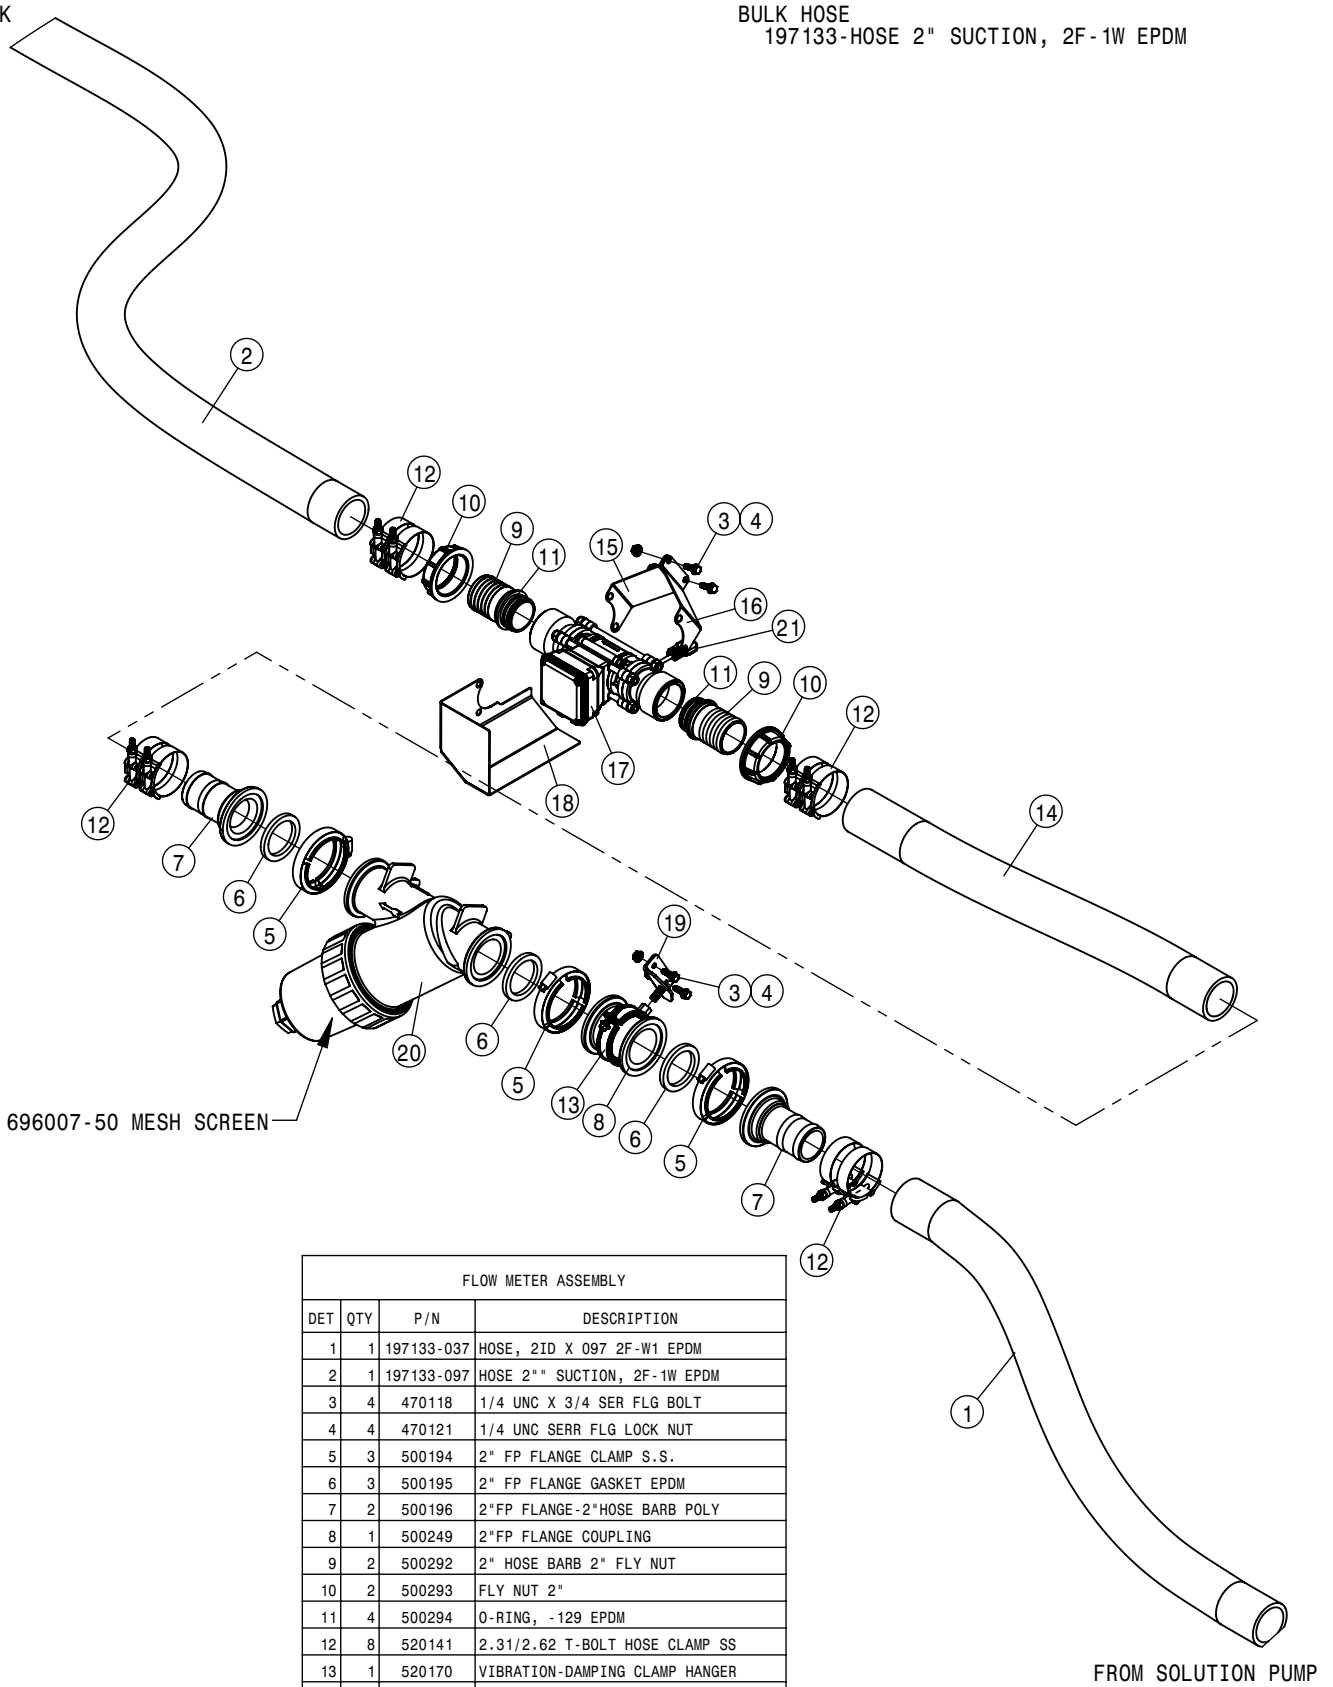 K
BULK HOSE
197133-HOSE 2" SUCTION, 2F-1W EPDM
2
12
10
9
11
3 4
15
16
21
11
9
10
12
17
18
14
12
7
6
5
19
3 4
20
6
5
13
8
6
5
7
12
1
696007-50 MESH SCREEN
FLOW METER ASSEMBLY
DET QTY P/N DESCRIPTION
1 1 197133-037 HOSE, 2ID X 097 2F-W1 EPDM
2 1 197133-097 HOSE 2"" SUCTION, 2F-1W EPDM
3 4 470118 1/4 UNC X 3/4 SER FLG BOLT
4 4 470121 1/4 UNC SERR FLG LOCK NUT
5 3 500194 2" FP FLANGE CLAMP S.S.
6 3 500195 2" FP FLANGE GASKET EPDM
7 2 500196 2"FP FLANGE-2"HOSE BARB POLY
8 1 500249 2"FP FLANGE COUPLING
9 2 500292 2" HOSE BARB 2" FLY NUT
10 2 500293 FLY NUT 2"
11 4 500294 O-RING, -129 EPDM
12 8 520141 2.31/2.62 T-BOLT HOSE CLAMP SS
13 1 520170 VIBRATION-DAMPING CLAMP HANGER
FROM SOLUTION PUMP